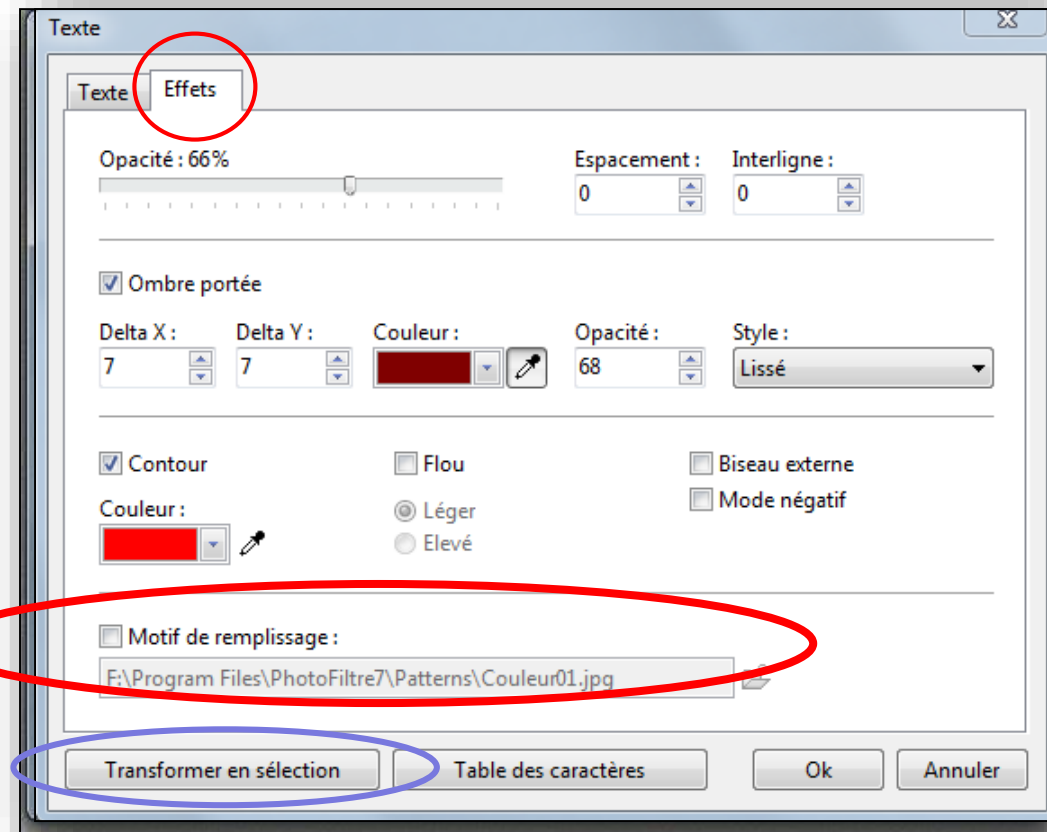 Texte
Texte Effets
Opacité : 66% Espacement : Interligne :
0 0
Ombre portée
Delta X : Delta Y : Couleur : Opacité : Style :
7 7 68 Lissé
Contour Flou Biseau externe
Couleur : Léger Mode négatif
Elevé
Motif de remplissage :
F:\Program Files\PhotoFiltre7\Patterns\Couleur01.jpg
Transformer en sélection Table des caractères Ok Annuler